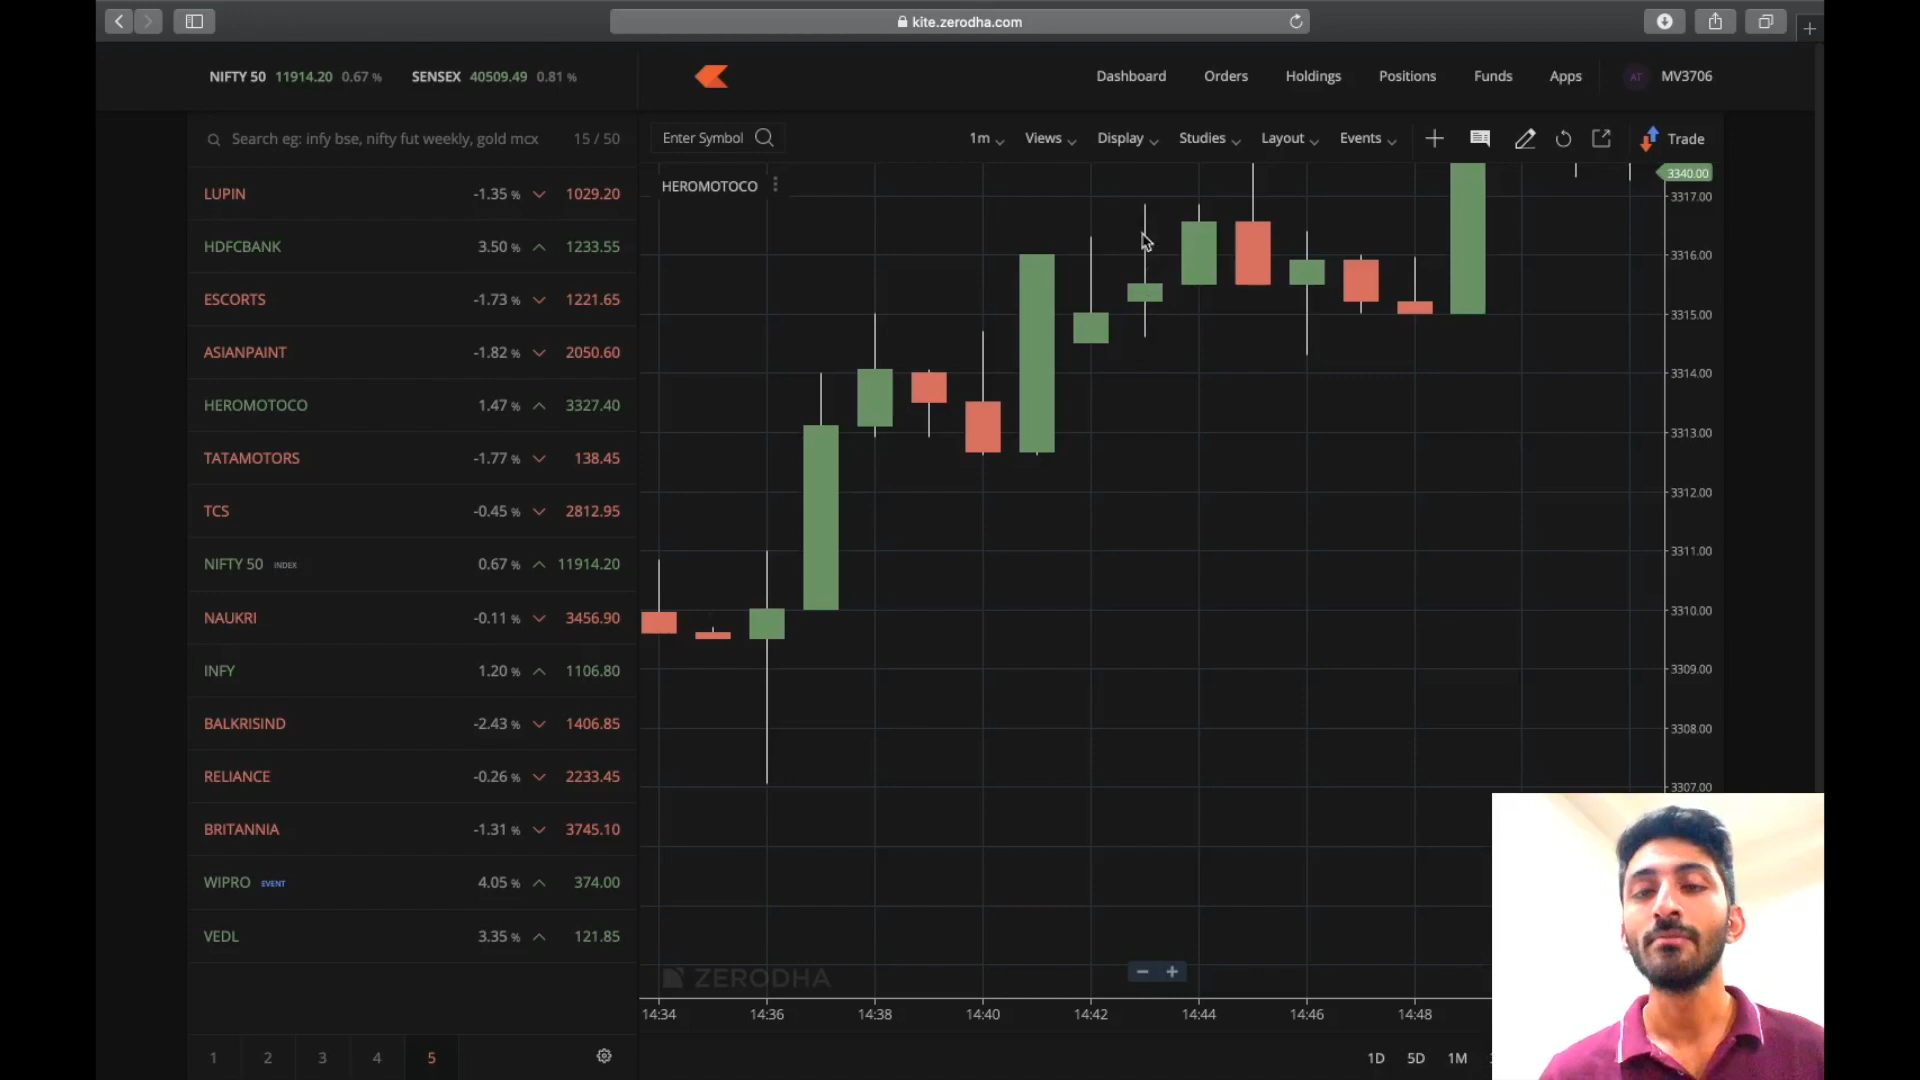 kite.zerodha.com
NIFTY 50 11914.20 0.67 % SENSEX 40509.49 0.81 %
Dashboard Orders Holdings Positions Funds Apps AT MV3706
Search eg: infy bse, nifty fut weekly, gold mcx 15 / 50
Enter Symbol 1m Views Display Studies Layout Events Trade
HEROMOTOCO
LUPIN -1.35 % 1029.20
HDFCBANK 3.50 % 1233.55
ESCORTS -1.73 % 1221.65
ASIANPAINT -1.82 % 2050.60
HEROMOTOCO 1.47 % 3327.40
TATAMOTORS -1.77 % 138.45
TCS -0.45 % 2812.95
NIFTY 50 INDEX 0.67 % 11914.20
NAUKRI -0.11 % 3456.90
INFY 1.20 % 1106.80
BALKRISIND -2.43 % 1406.85
RELIANCE -0.26 % 2233.45
BRITANNIA -1.31 % 3745.10
WIPRO EVENT 4.05 % 374.00
VEDL 3.35 % 121.85
1 2 3 4 5
3340.00
3317.00
3316.00
3315.00
3314.00
3313.00
3312.00
3311.00
3310.00
3309.00
3308.00
3307.00
ZERODHA
14:34 14:36 14:38 14:40 14:42 14:44 14:46 14:48
1D 5D 1M